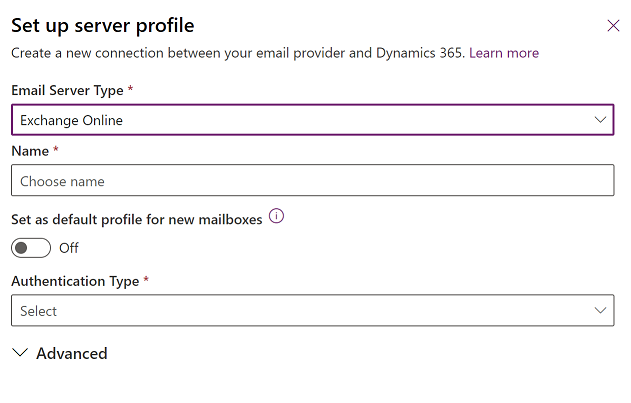 Set up server profile
Create a new connection between your email provider and Dynamics 365. Learn more
Email Server Type *
Exchange Online
Name *
Choose name
Set as default profile for new mailboxes
Off
Authentication Type *
Select
Advanced